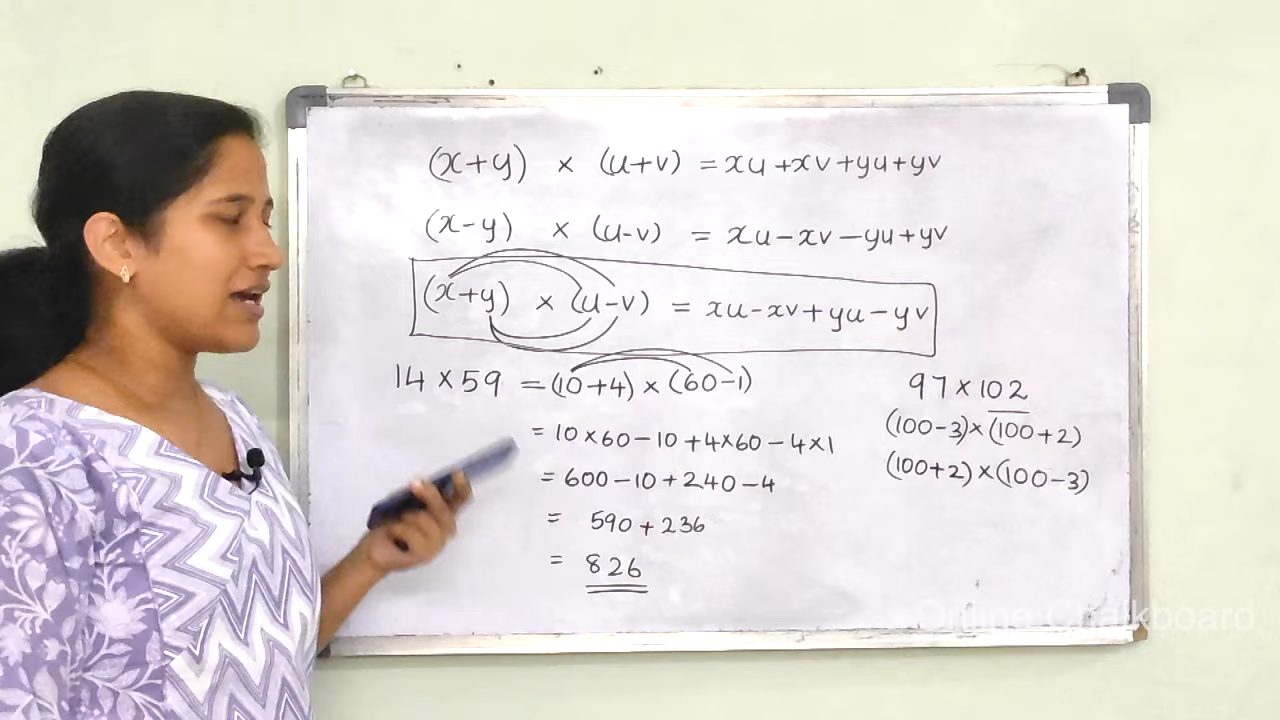 (x+y) × (u+v) = xu+xv+yu+yv
(x-y) × (u-v) = xu-xv-yu+yv
(x+y) × (u-v) = xu-xv+yu-yv
14×59 = (10+4)×(60-1)
= 10×60-10+4×60-4×1
= 600-10+240-4
= 590+236
= 826
97×102
(100-3)×(100+2)
(100+2)×(100-3)
Online Chalkboard